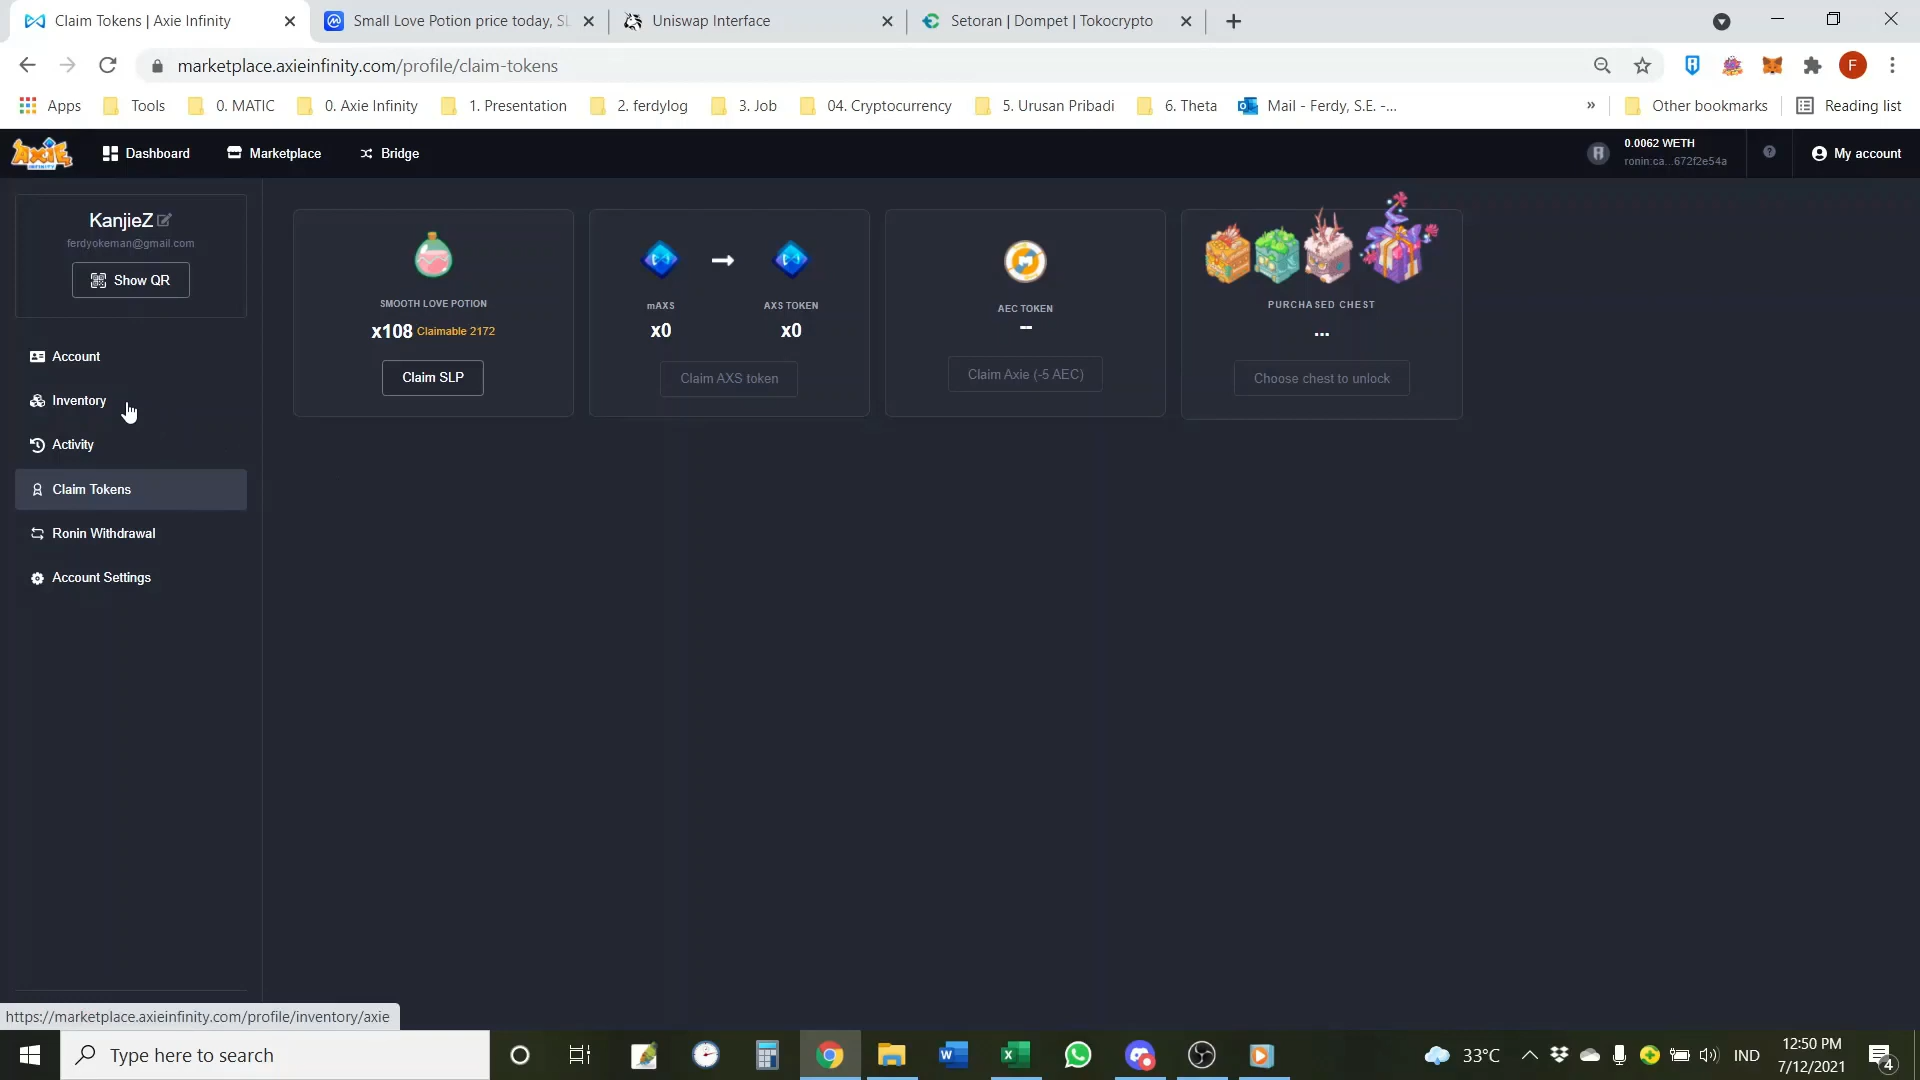 Claim Tokens | Axie Infinity
Small Love Potion price today, SL
Uniswap Interface
Setoran | Dompet | Tokocrypto
marketplace.axieinfinity.com/profile/claim-tokens
F
Apps
Tools
0. MATIC
0. Axie Infinity
1. Presentation
2. ferdylog
3. Job
04. Cryptocurrency
5. Urusan Pribadi
6. Theta
Mail - Ferdy, S.E. -...
»
Other bookmarks
Reading list
AXIE
INFINITY
Dashboard
Marketplace
Bridge
0.0062 WETH
ronin:ca...672f2e54a
My account
KanjieZ
ferdyokeman@gmail.com
Show QR
Account
Inventory
Activity
Claim Tokens
Ronin Withdrawal
Account Settings
SMOOTH LOVE POTION
x108 Claimable 2172
Claim SLP
mAXS
x0
AXS TOKEN
x0
Claim AXS token
AEC TOKEN
--
Claim Axie (-5 AEC)
PURCHASED CHEST
...
Choose chest to unlock
https://marketplace.axieinfinity.com/profile/inventory/axie
Type here to search
33°C
IND
12:50 PM
7/12/2021
4